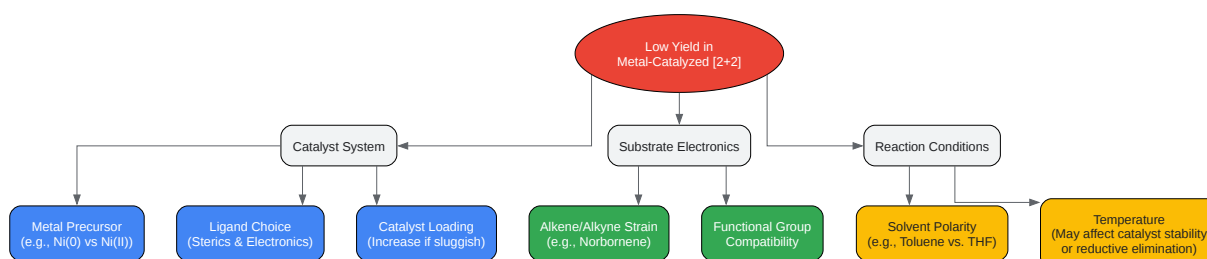 Low Yield in
Metal-Catalyzed [2+2]
Catalyst System
Substrate Electronics
Reaction Conditions
Metal Precursor
(e.g., Ni(0) vs Ni(II))
Ligand Choice
(Sterics & Electronics)
Catalyst Loading
(Increase if sluggish)
Alkene/Alkyne Strain
(e.g., Norbornene)
Functional Group
Compatibility
Solvent Polarity
(e.g., Toluene vs. THF)
Temperature
(May affect catalyst stability
or reductive elimination)